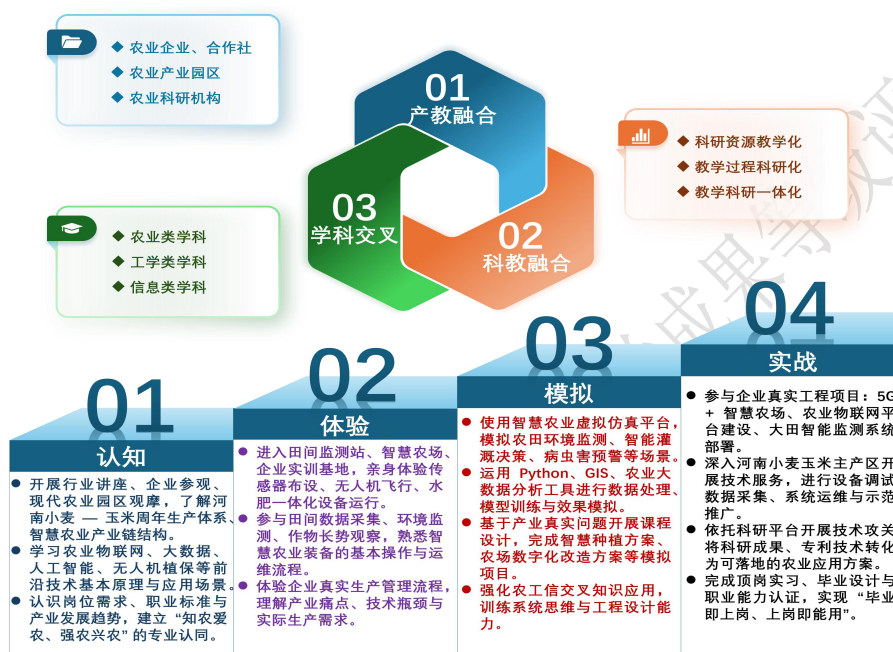 农业企业、合作社
农业产业园区
农业科研机构
01
产教融合
科研资源教学化
教学过程科研化
教学科研一体化
03
学科交叉
02
科教融合
农业类学科
工学类学科
信息类学科
成果等级评
01
认知
开展行业讲座、企业参观、
现代农业园区观摩，了解河
南小麦 — 玉米周年生产体系、
智慧农业产业链结构。
学习农业物联网、大数据、
人工智能、无人机植保等前
沿技术基本原理与应用场景。
认识岗位需求、职业标准与
产业发展趋势，建立 “知农爱
农、强农兴农” 的专业认同。
02
体验
进入田间监测站、智慧农场、
企业实训基地，亲身体验传
感器布设、无人机飞行、水
肥一体化设备运行。
参与田间数据采集、环境监
测、作物长势观察，熟悉智
慧农业装备的基本操作与运
维流程。
体验企业真实生产管理流程，
理解产业痛点、技术瓶颈与
实际生产需求。
03
模拟
使用智慧农业虚拟仿真平台，
模拟农田环境监测、智能灌
溉决策、病虫害预警等场景。
运用 Python、GIS、农业大
数据分析工具进行数据处理、
模型训练与效果模拟。
基于产业真实问题开展课程
设计，完成智慧种植方案、
农场数字化改造方案等模拟
项目。
强化农工信交叉知识应用，
训练系统思维与工程设计能
力。
04
实战
参与企业真实工程项目：5G
+ 智慧农场、农业物联网平
台建设、大田智能监测系统
部署。
深入河南小麦玉米主产区开
展技术服务，进行设备调试
数据采集、系统运维与示范
推广。
依托科研平台开展技术攻关
将科研成果、专利技术转化
为可落地的农业应用方案。
完成顶岗实习、毕业设计与
职业能力认证，实现 “毕业
即上岗、上岗即能用”。